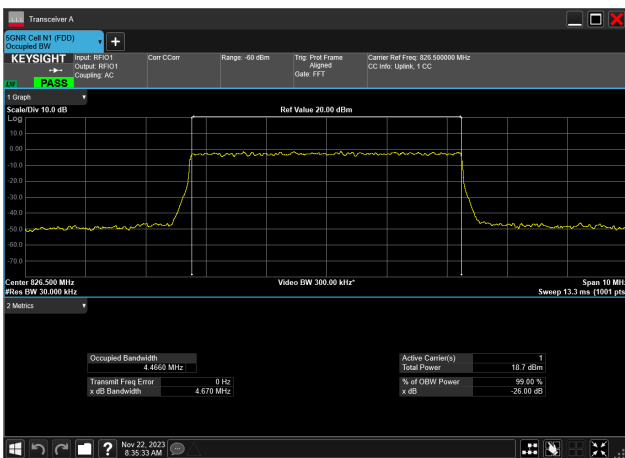 Transceiver A
5GNR Cell N1 (FDD)
Occupied BW
+
KEYSIGHT
PASS
Input: RFIO1
Output: RFIO1
Coupling: AC
Corr CCorr
Range: -60 dBm
Trig: Prot Frame
Aligned
Gate: FFT
Carrier Ref Freq: 826.500000 MHz
CC Info: Uplink, 1 CC
1 Graph
Scale/Div 10.0 dB
Ref Value 20.00 dBm
Log
10.0
0.00
-10.0
-20.0
-30.0
-40.0
-50.0
-60.0
-70.0
Center 826.500 MHz
Video BW 300.00 kHz*
Span 10 MHz
#Res BW 30.000 kHz
Sweep 13.3 ms (1001 pts
2 Metrics
Occupied Bandwidth
4.4660 MHz
Active Carrier(s) 1
Total Power 18.7 dBm
Transmit Freq Error 0 Hz
x dB Bandwidth 4.670 MHz
% of OBW Power 99.00 %
x dB -26.00 dB
?
Nov 22, 2023
8:35:33 AM